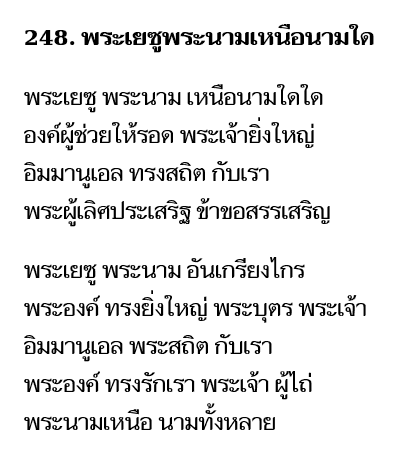 248. พระเยซูพระนามเหนือนามใด
พระเยซู พระนาม เหนือนามใดใด
องค์ผู้ช่วยให้รอด พระเจ้ายิ่งใหญ่
อิมมานูเอล ทรงสถิต กับเรา
พระผู้เลิศประเสริฐ ข้าขอสรรเสริญ
พระเยซู พระนาม อันเกรียงไกร
พระองค์ ทรงยิ่งใหญ่ พระบุตร พระเจ้า
อิมมานูเอล พระสถิต กับเรา
พระองค์ ทรงรักเรา พระเจ้า ผู้ไถ่
พระนามเหนือ นามทั้งหลาย